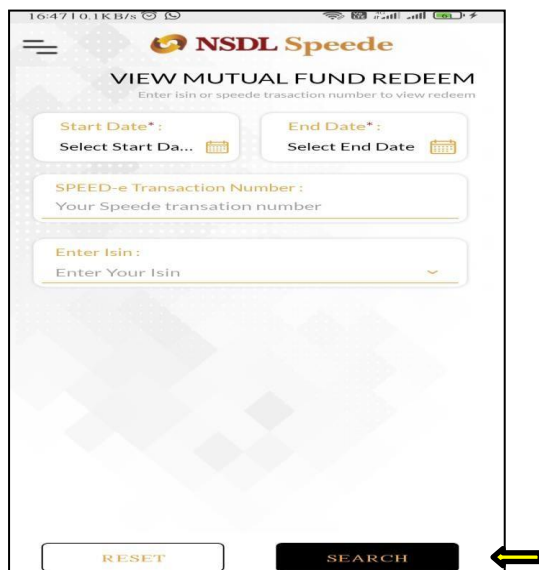 16:47 | 0.1KB/s
NSDL Speede
VIEW MUTUAL FUND REDEEM
Enter isin or speede trasaction number to view redeem
Start Date* : End Date* :
Select Start Da... Select End Date
SPEED-e Transaction Number :
Your Speede transation number
Enter Isin :
Enter Your Isin
RESET SEARCH